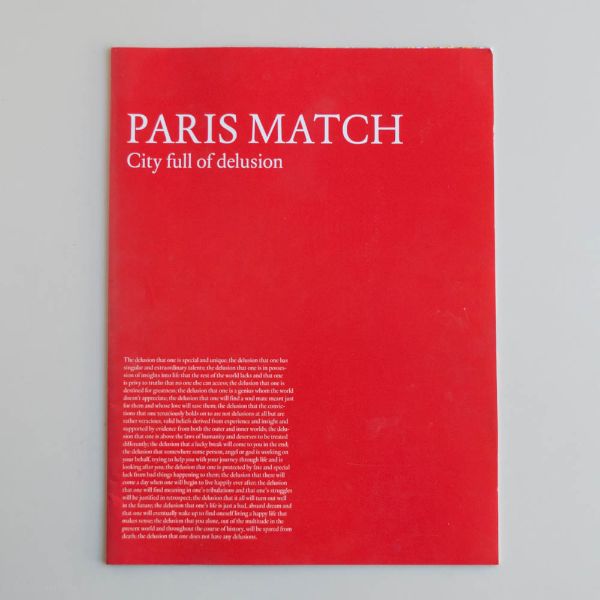 PARIS MATCH
City full of delusion
The delusion that one is special and unique; the delusion that one has
singular and extraordinary talents; the delusion that one is in posses-
sion of insights into life that the rest of the world lacks and that one
is privy to truths that no one else can access; the delusion that one is
destined for greatness; the delusion that one is a genius whom the world
doesn't appreciate; the delusion that one will find a soul mate meant just
for them and whose love will save them; the delusion that the convic-
tions that one tenaciously holds on to are not delusions at all but are
rather veracious, valid beliefs derived from experience and insight and
supported by evidence from both the outer and inner worlds; the delu-
sion that one is above the laws of humanity and deserves to be treated
differently; the delusion that a lucky break will come to you in the end;
the delusion that somewhere some person, angel or god is working on
your behalf, trying to help you with your journey through life and is
looking after you; the delusion that one is protected by fate and special
luck from bad things happening to them; the delusion that there will
come a day when one will begin to live happily ever after; the delusion
that one will find meaning in one's tribulations and that one's struggles
will be justified in retrospect; the delusion that it all will turn out well
in the future; the delusion that one's life is just a bad, absurd dream and
that one will eventually wake up to find oneself living a happy life that
makes sense; the delusion that you alone, out of the multitude in the
present world and throughout the course of history, will be spared from
death; the delusion that one does not have any delusions.